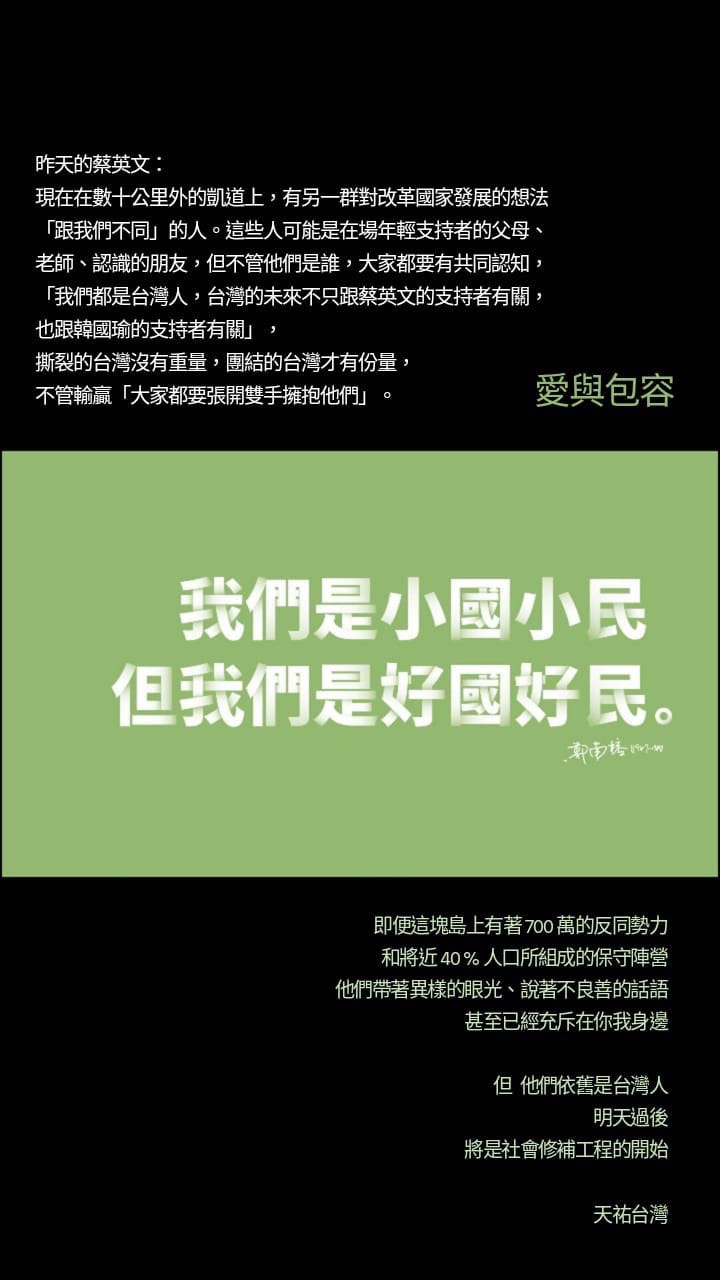 昨天的蔡英文：
現在在數十公里外的凱道上，有另一群對改革國家發展的想法
「跟我們不同」的人。這些人可能是在場年輕支持者的父母、
老師、認識的朋友，但不管他們是誰，大家都要有共同認知，
「我們都是台灣人，台灣的未來不只跟蔡英文的支持者有關，
也跟韓國瑜的支持者有關」，
撕裂的台灣沒有重量，團結的台灣才有份量，
不管輸贏「大家都要張開雙手擁抱他們」。
愛與包容
我們是小國小民
但我們是好國好民。
鄭南榕
即便這塊島上有著 700 萬的反同勢力
和將近 40 % 人口所組成的保守陣營
他們帶著異樣的眼光、說著不良善的話語
甚至已經充斥在你我身邊
但 他們依舊是台灣人
明天過後
將是社會修補工程的開始
天祐台灣